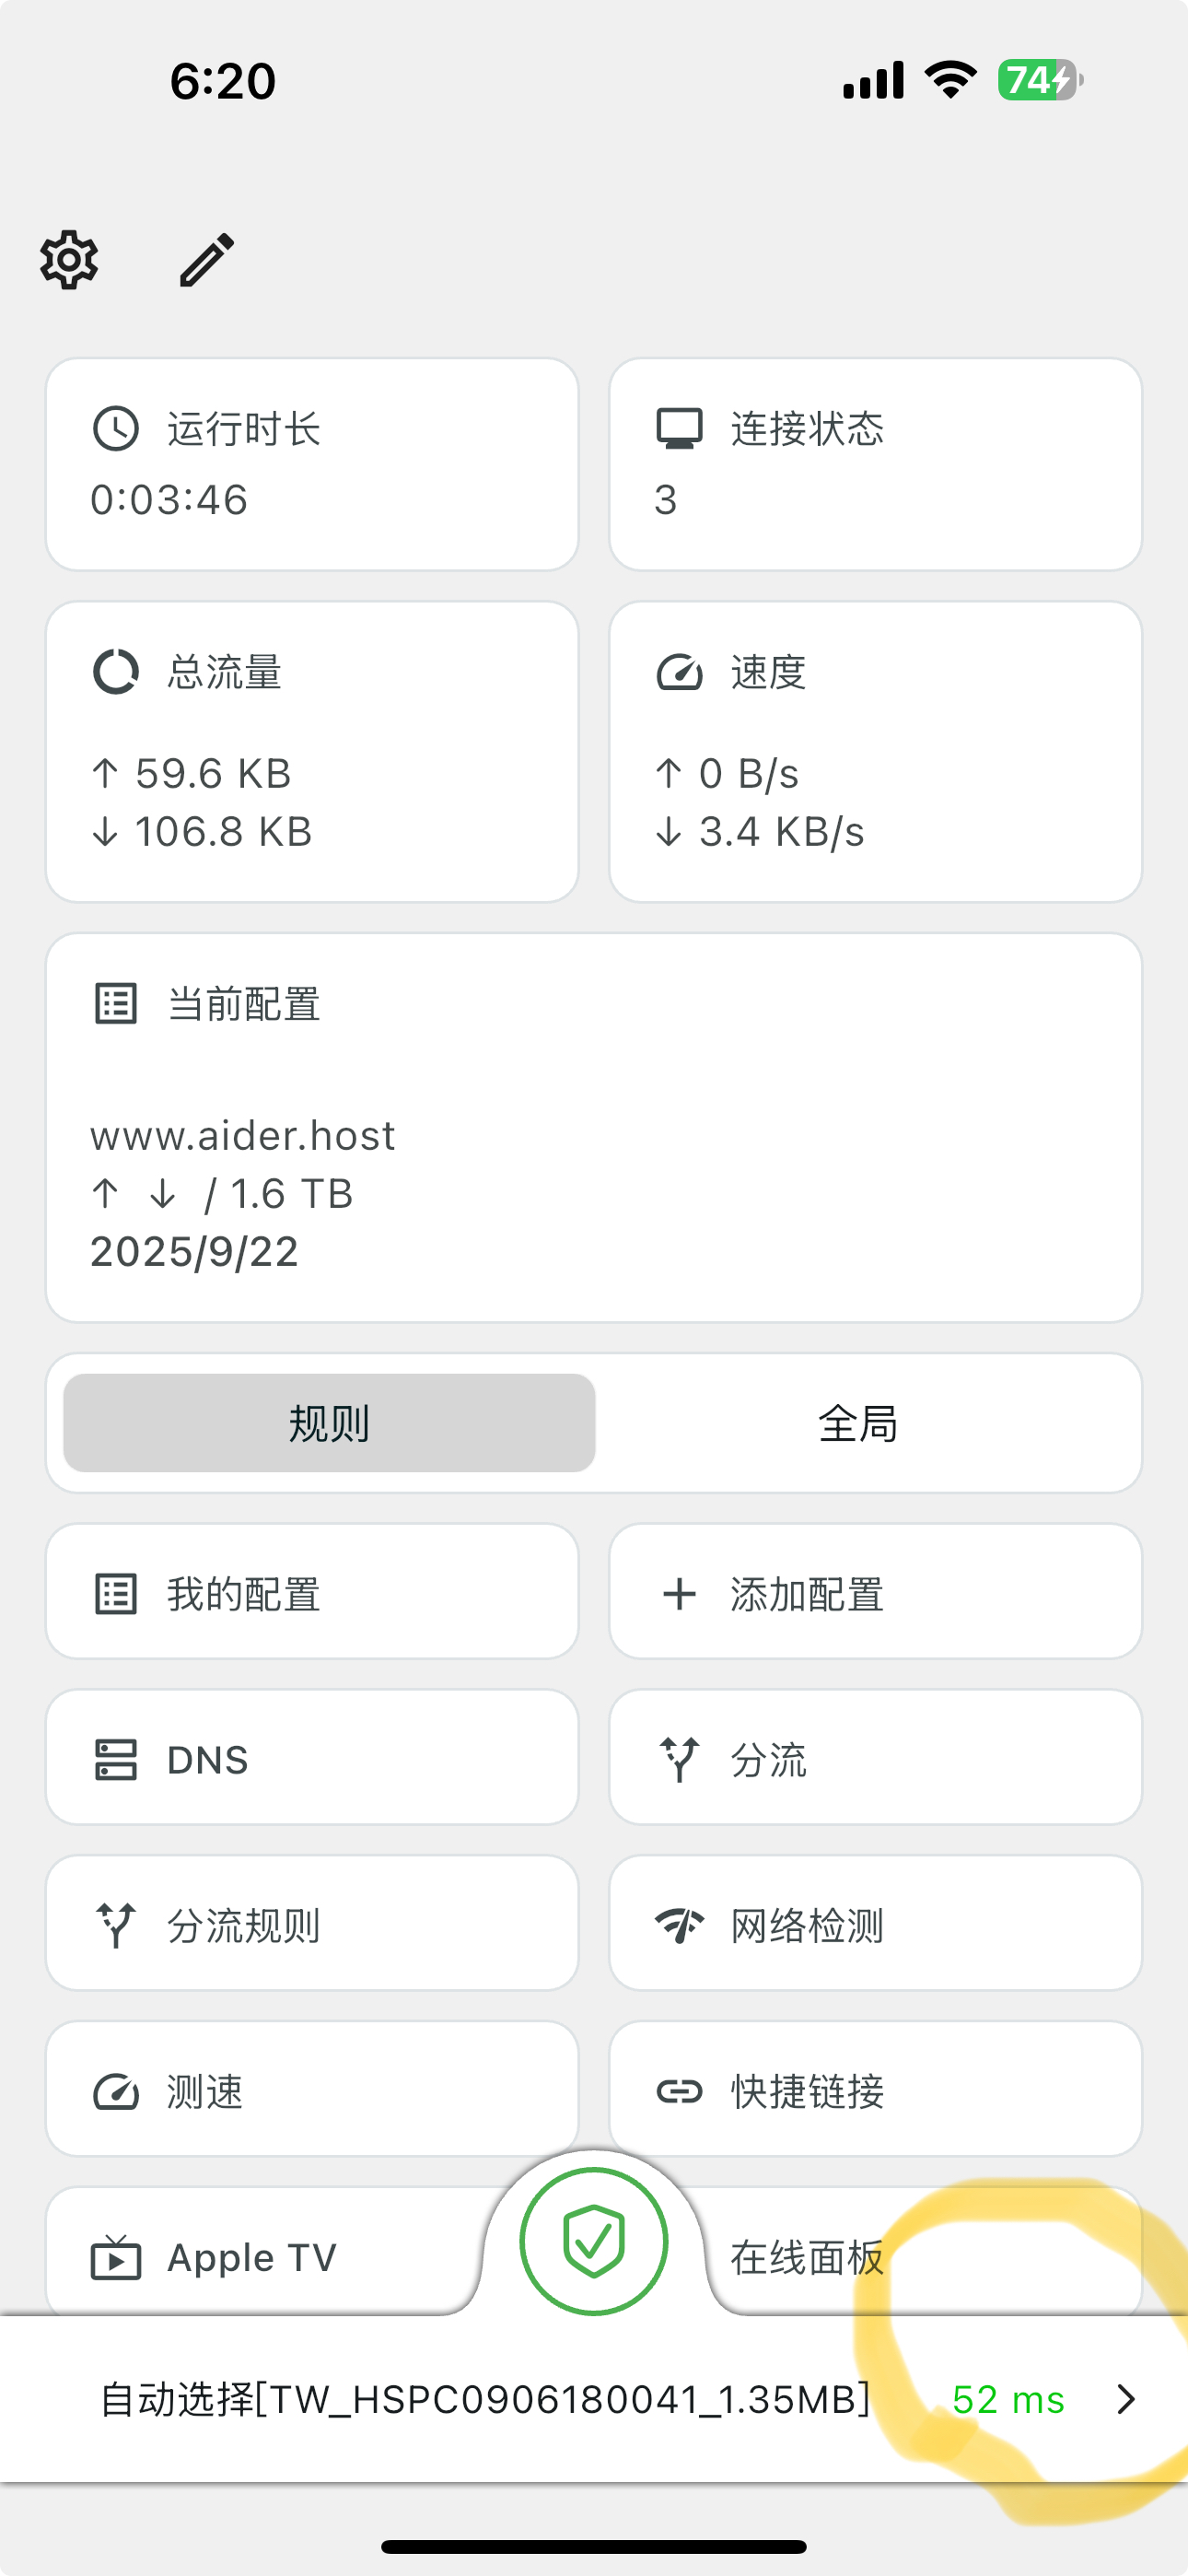 6:20
74
运行时长
0:03:46
连接状态
3
总流量
↑ 59.6 KB
↓ 106.8 KB
速度
↑ 0 B/s
↓ 3.4 KB/s
当前配置
www.aider.host
↑ ↓ / 1.6 TB
2025/9/22
规则
全局
我的配置
添加配置
DNS
分流
分流规则
网络检测
测速
快捷链接
Apple TV
在线面板
自动选择[TW_HSPC0906180041_1.35MB]
52 ms